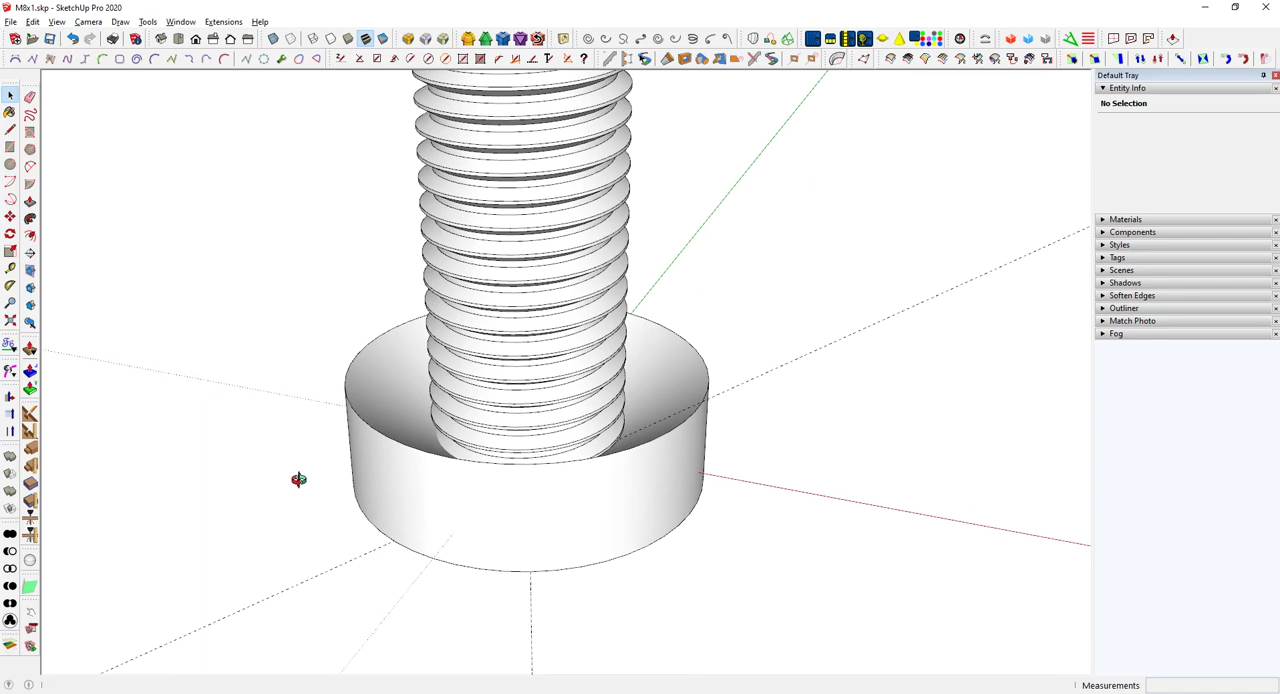 M8x1.skp - SketchUp Pro 2020
File Edit View Camera Draw Tools Window Extensions Help
Default Tray
Entity Info
No Selection
Materials
Components
Styles
Tags
Scenes
Shadows
Soften Edges
Outliner
Match Photo
Fog
Measurements